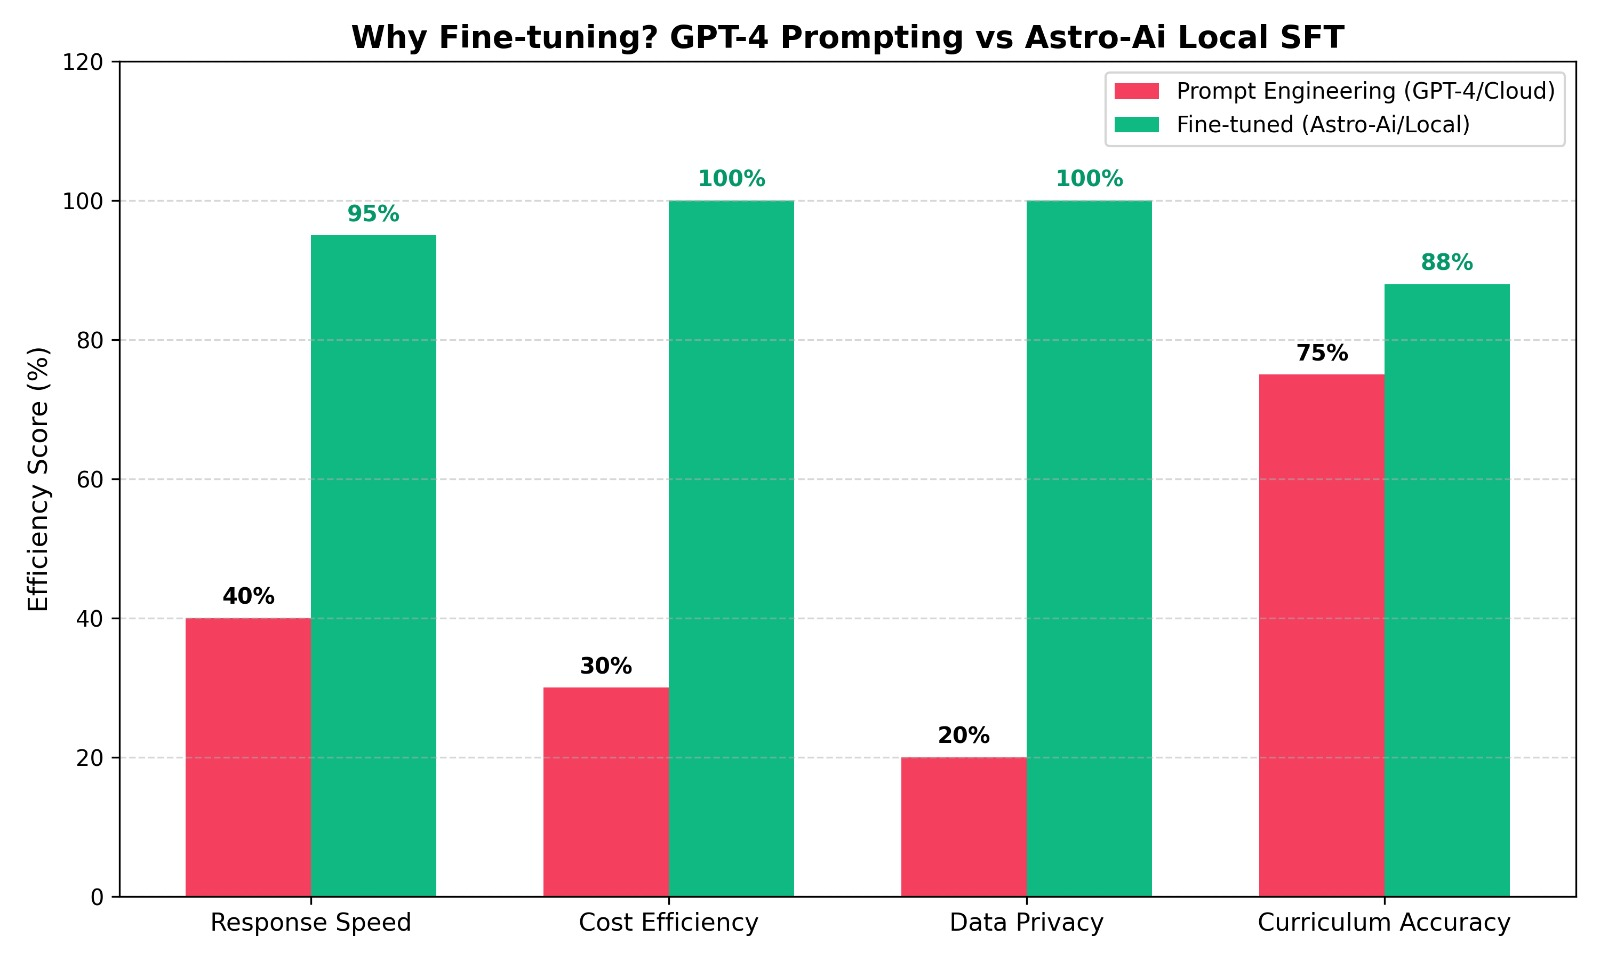 Why Fine-tuning? GPT-4 Prompting vs Astro-Ai Local SFT
Prompt Engineering (GPT-4/Cloud)
Fine-tuned (Astro-Ai/Local)
Efficiency Score (%)
120
100
80
60
40
20
0
40%
95%
30%
100%
20%
100%
75%
88%
Response Speed
Cost Efficiency
Data Privacy
Curriculum Accuracy